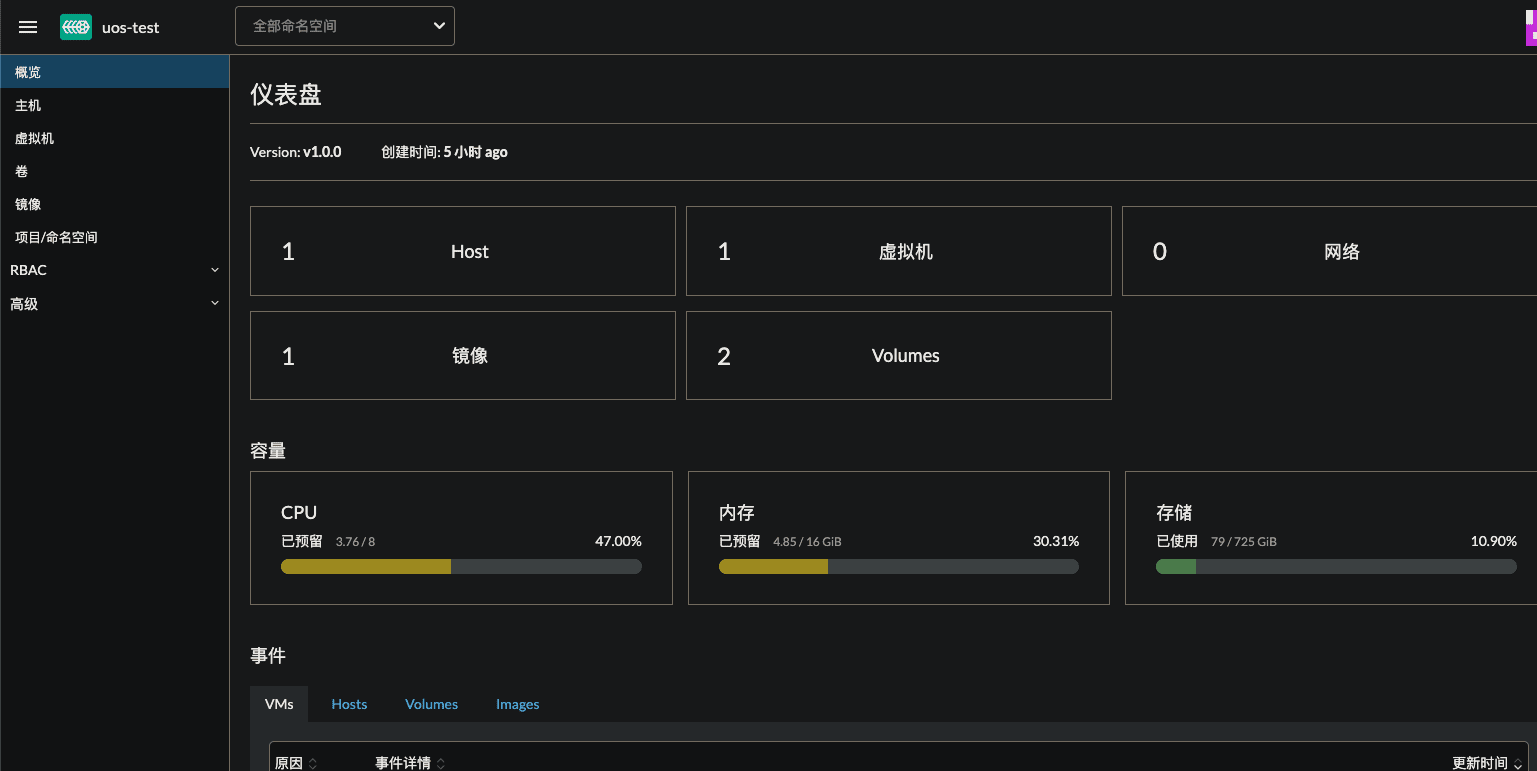 uos-test
全部命名空间
概览
主机
虚拟机
卷
镜像
项目/命名空间
RBAC
高级
仪表盘
Version: v1.0.0 创建时间: 5 小时 ago
1 Host
1 虚拟机
0 网络
1 镜像
2 Volumes
容量
CPU
已预留 3.76 / 8 47.00%
内存
已预留 4.85 / 16 GiB 30.31%
存储
已使用 79 / 725 GiB 10.90%
事件
VMs Hosts Volumes Images
原因 事件详情 更新时间